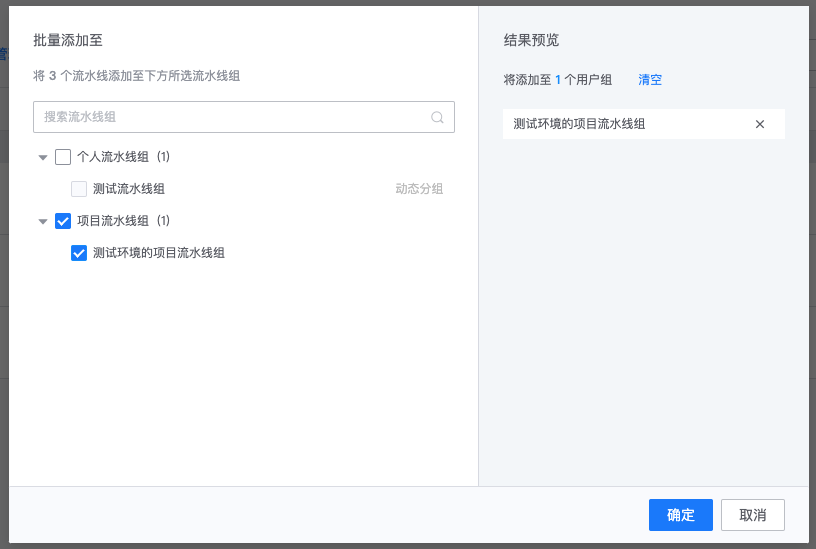 批量添加至
将 3 个流水线添加至下方所选流水线组
搜索流水线组
个人流水线组 (1)
测试流水线组 动态分组
项目流水线组 (1)
测试环境的项目流水线组
结果预览
将添加至 1 个用户组 清空
测试环境的项目流水线组
确定 取消